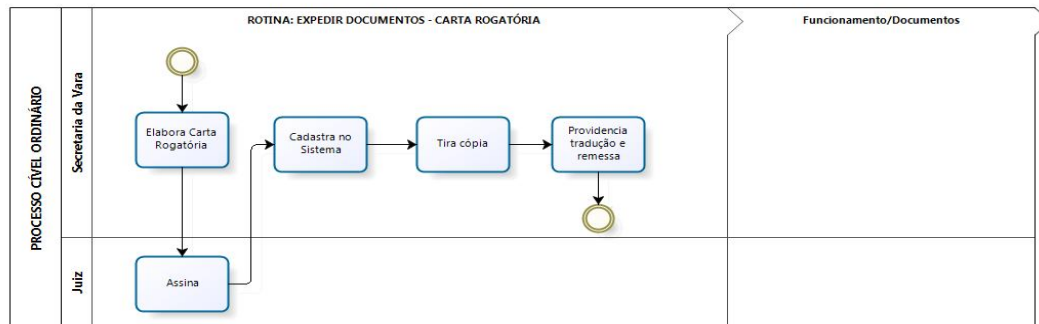 ROTINA: EXPEDIR DOCUMENTOS - CARTA ROGATÓRIA
Funcionamento/Documentos
PROCESSO CÍVEL ORDINÁRIO
Secretaria da Vara
Elabora Carta
Rogatória
Cadastra no
Sistema
Tira cópia
Providencia
tradução e
remessa
Juiz
Assina